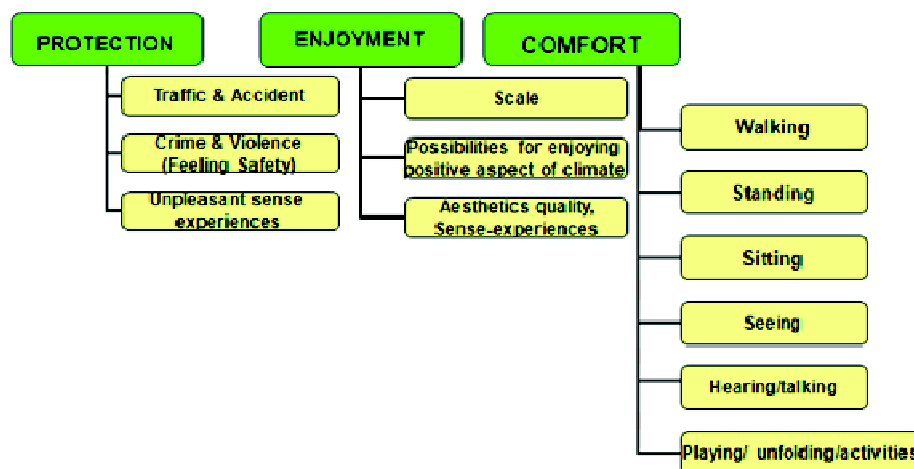 PROTECTION
Traffic & Accident
Crime & Violence
(Feeling Safety)
Unpleasant sense
experiences
ENJOYMENT
Scale
Possibilities for enjoying
positive aspect of climate
Aesthetics quality,
Sense-experiences
COMFORT
Walking
Standing
Sitting
Seeing
Hearing/talking
Playing/ unfolding/activities